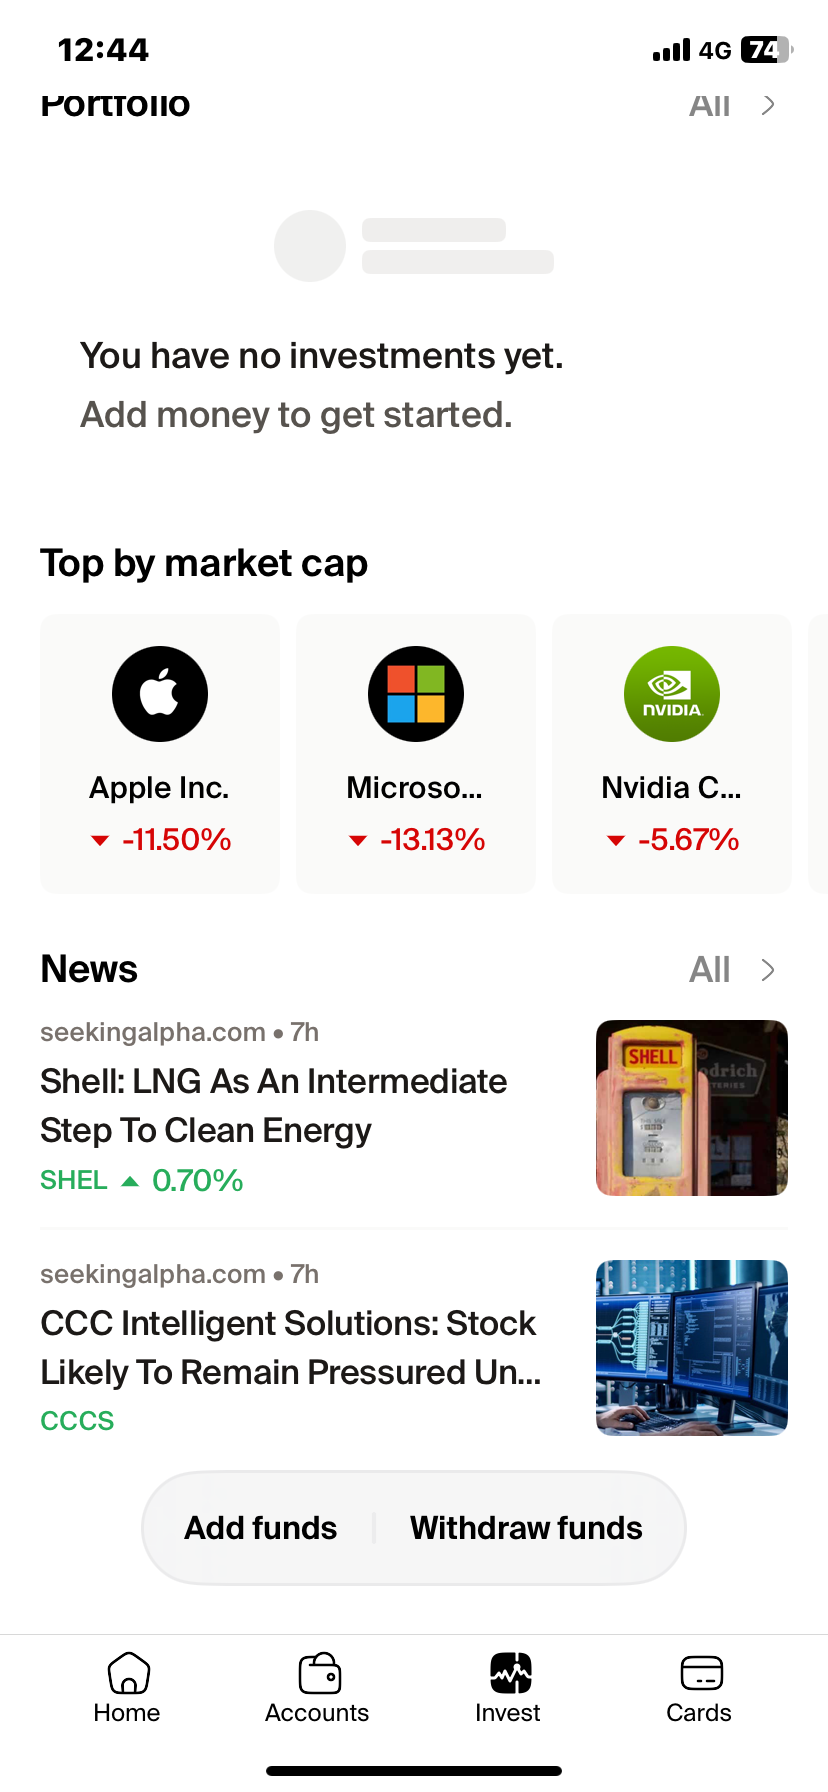 12:44
4G 74
Portfolio All
You have no investments yet.
Add money to get started.
Top by market cap
NVIDIA
Apple Inc. Microso... Nvidia C...
-11.50% -13.13% -5.67%
News All
seekingalpha.com • 7h
Shell: LNG As An Intermediate
Step To Clean Energy
SHEL 0.70%
SHELL
odrich
seekingalpha.com • 7h
CCC Intelligent Solutions: Stock
Likely To Remain Pressured Un...
CCCS
Add funds Withdraw funds
Home Accounts Invest Cards